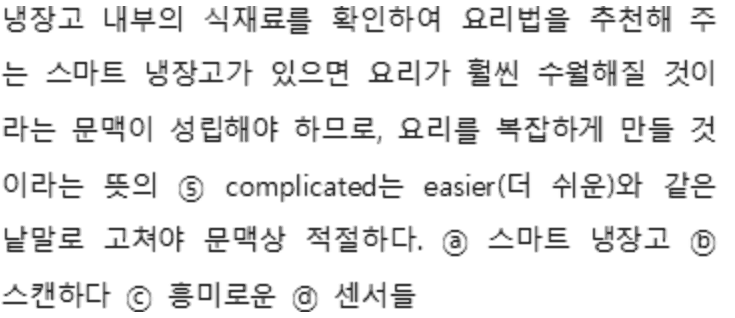 냉장고 내부의 식재료를 확인하여 요리법을 추천해 주
는 스마트 냉장고가 있으면 요리가 훨씬 수월해질 것이
라는 문맥이 성립해야 하므로, 요리를 복잡하게 만들 것
이라는 뜻의 ⑤ complicated는 easier(더 쉬운)와 같은
낱말로 고쳐야 문맥상 적절하다. ⓐ 스마트 냉장고 ⓑ
스캔하다 ⓒ 흥미로운 ⓓ 센서들